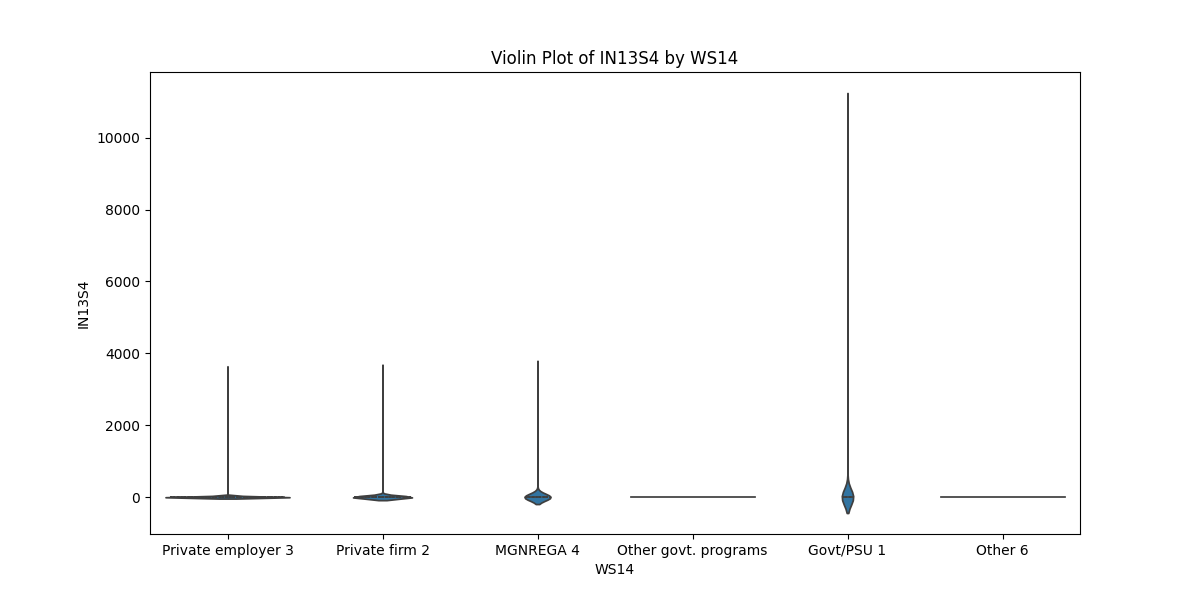 Violin Plot of IN13S4 by WS14
10000
8000
6000
4000
2000
0
IN13S4
Private employer 3 Private firm 2 MGNREGA 4 Other govt. programs Govt/PSU 1 Other 6
WS14